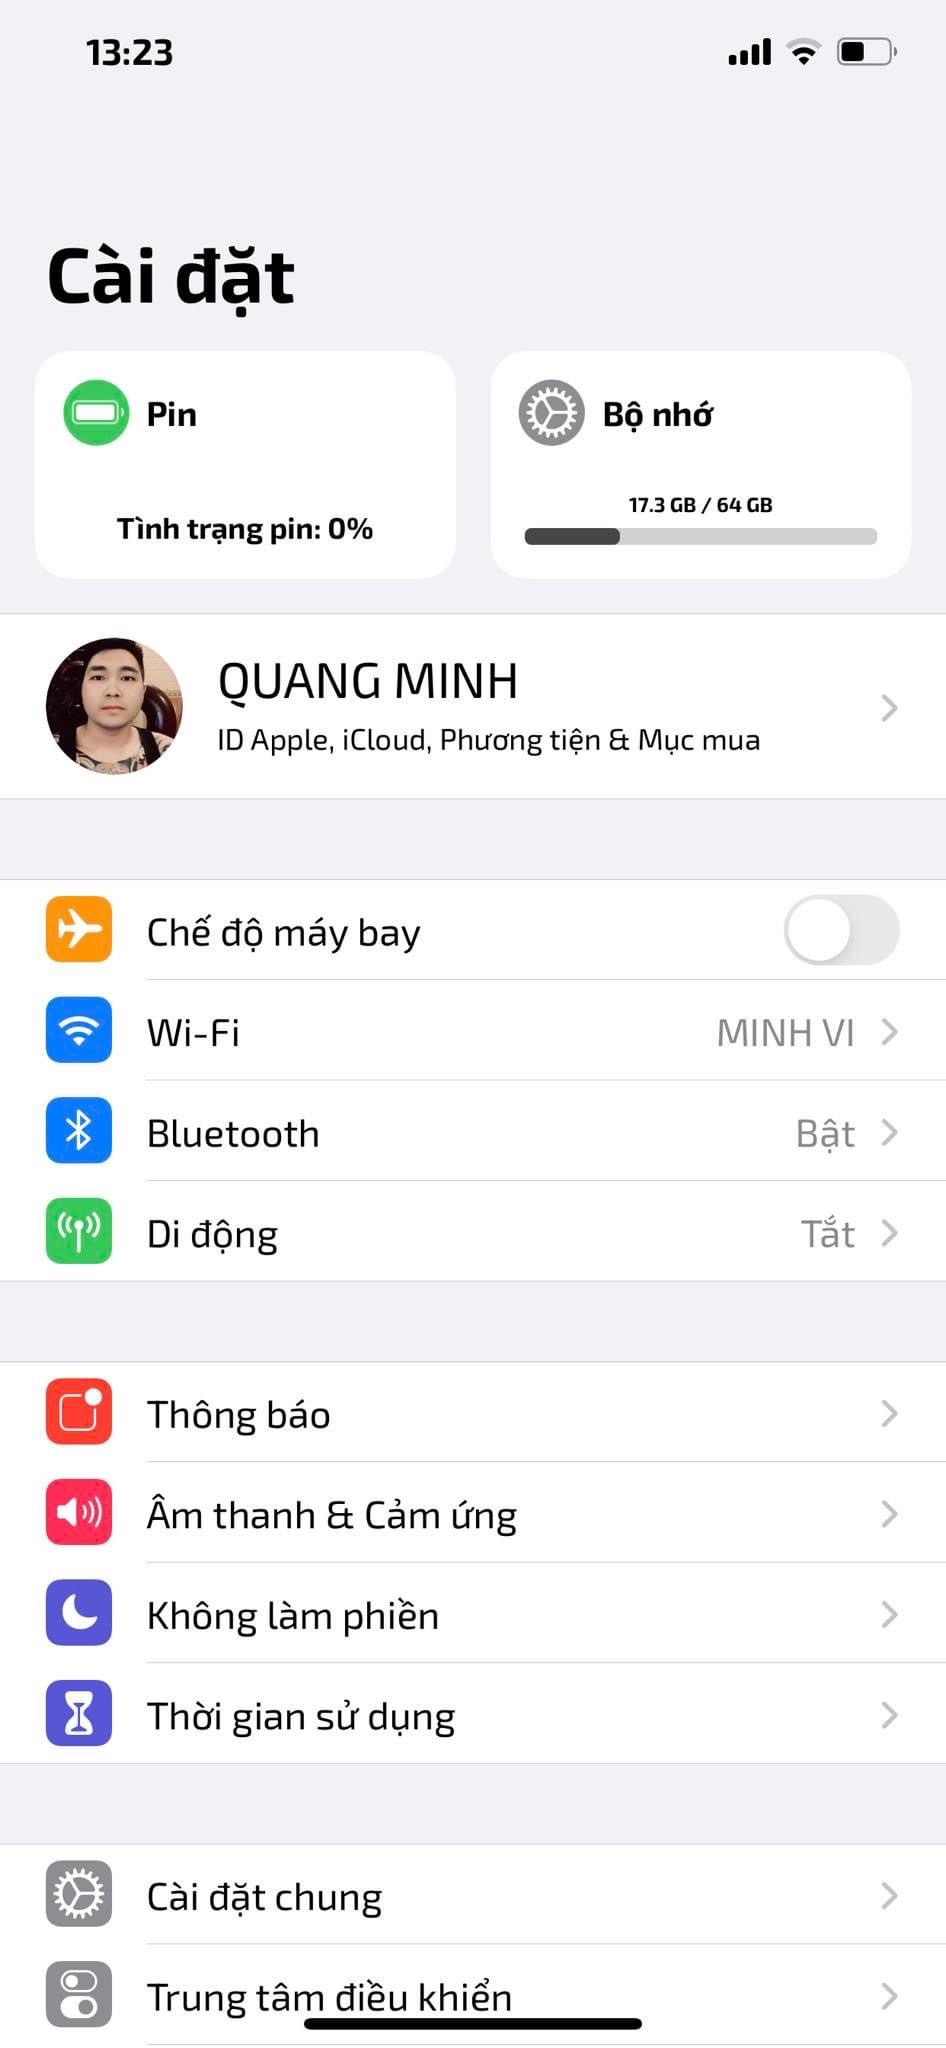 13:23
Cài đặt
Pin
Tình trạng pin: 0%
Bộ nhớ
17.3 GB / 64 GB
QUANG MINH
ID Apple, iCloud, Phương tiện & Mục mua
Chế độ máy bay
Wi-Fi MINH VI
Bluetooth Bật
Di động Tắt
Thông báo
Âm thanh & Cảm ứng
Không làm phiền
Thời gian sử dụng
Cài đặt chung
Trung tâm điều khiển